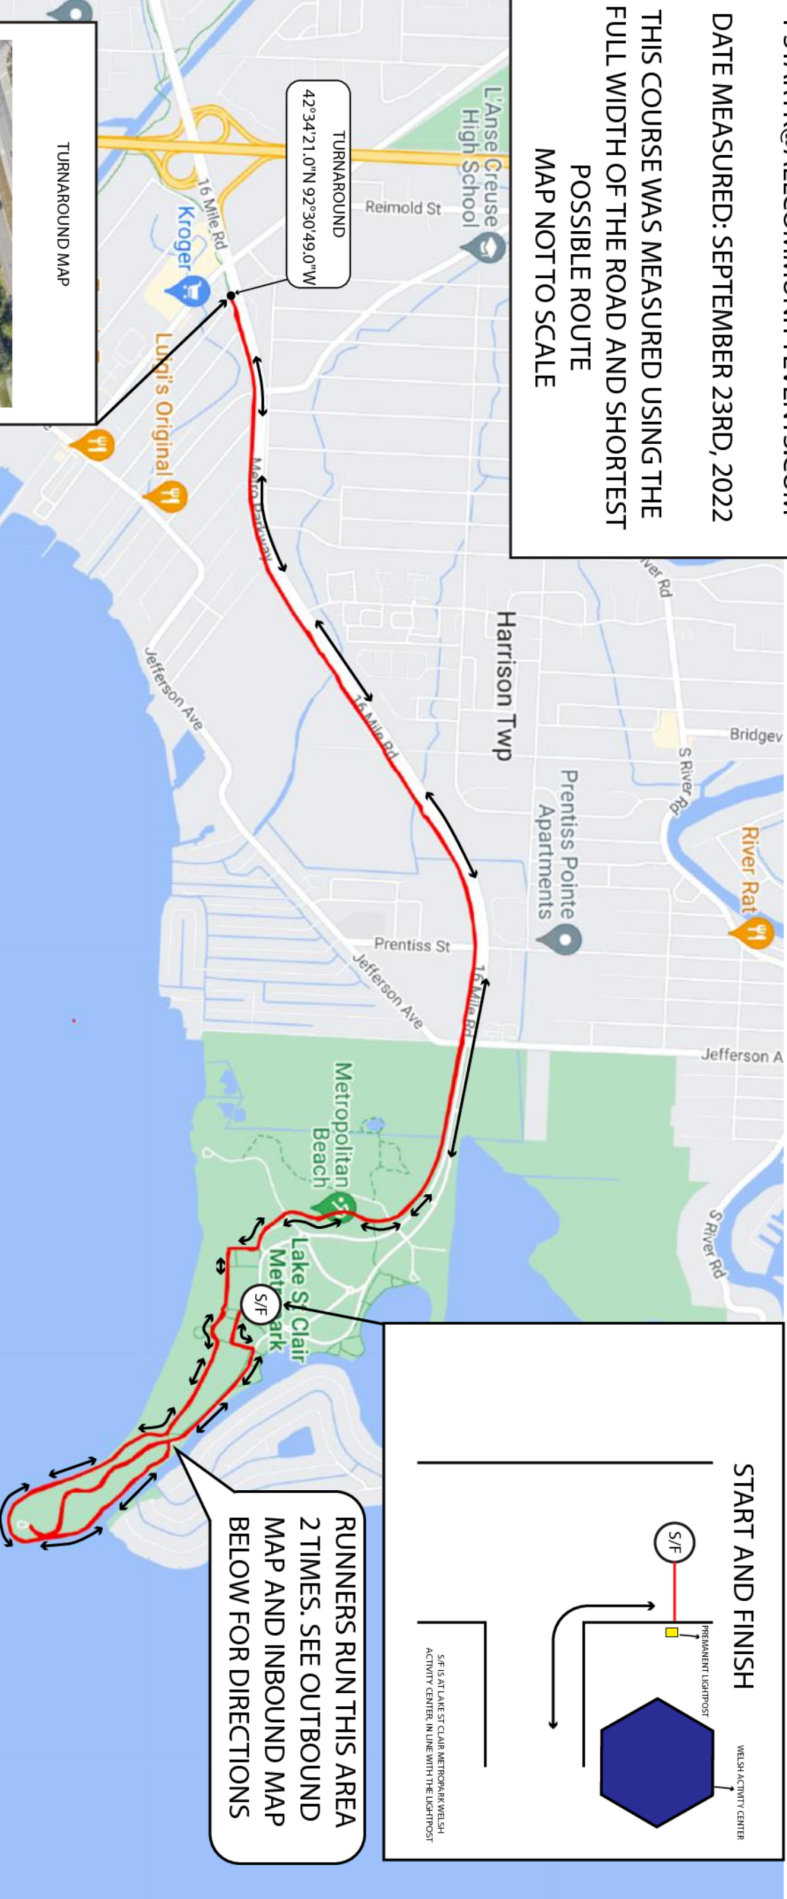 DATE MEASURED: SEPTEMBER 23RD, 2022
THIS COURSE WAS MEASURED USING THE
FULL WIDTH OF THE ROAD AND SHORTEST
POSSIBLE ROUTE
MAP NOT TO SCALE
TURNAROUND MAP
TURNAROUND
42°34'21.0"N 92°30'49.0"W
L'Anse Creuse
High School
Reimold St
16 Mile Rd
Kroger
Luigi's Original
Metro Parkway
Jefferson Ave
16 Mile Rd
Harrison Twp
iver Rd
Bridgev
S River Rd
River Rat
Prentiss Pointe
Apartments
Prentiss St
Jefferson Ave
16 Mile Rd
Jefferson A
S River Rd
Metropolitan
Beach
Lake St Clair
Metropark
S/F
START AND FINISH
S/F
PREMANENT LIGHTPOST
WELSH ACTIVITY CENTER
S/F IS AT LAKE ST CLAIR METROPARK WELSH
ACTIVITY CENTER, IN LINE WITH THE LIGHTPOST
RUNNERS RUN THIS AREA
2 TIMES. SEE OUTBOUND
MAP AND INBOUND MAP
BELOW FOR DIRECTIONS